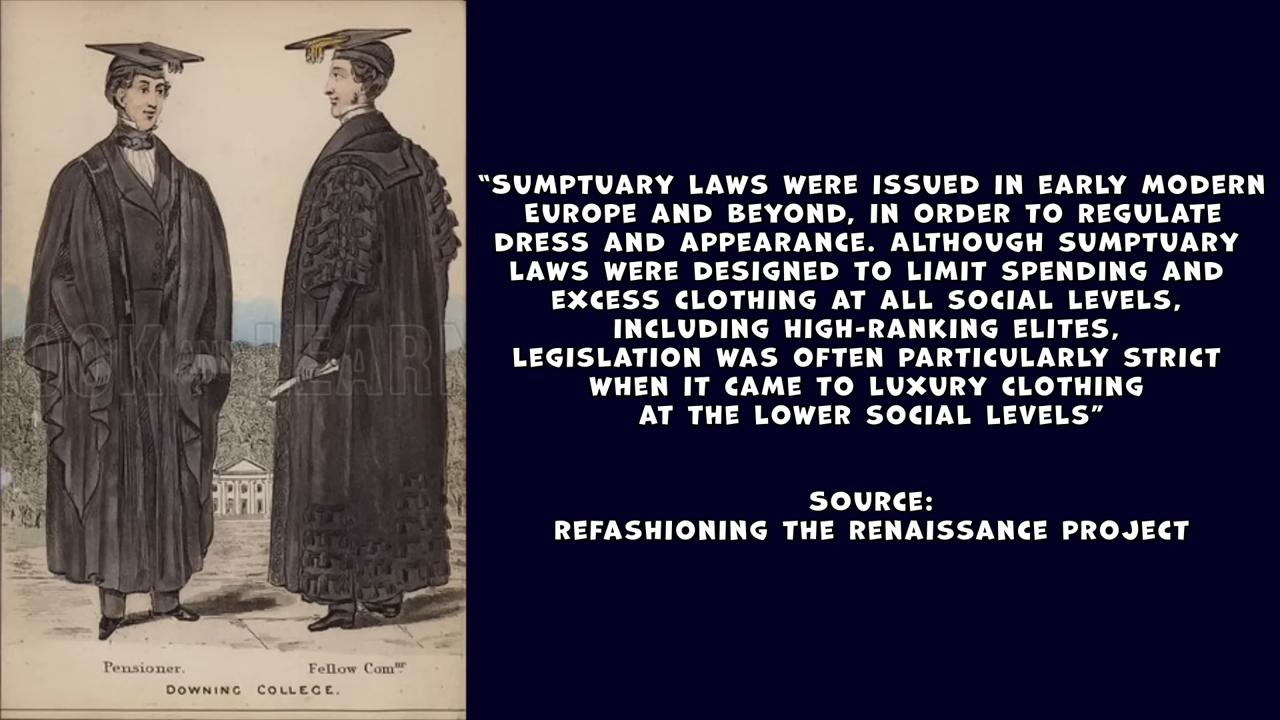 “SUMPTUARY LAWS WERE ISSUED IN EARLY MODERN
EUROPE AND BEYOND, IN ORDER TO REGULATE
DRESS AND APPEARANCE. ALTHOUGH SUMPTUARY
LAWS WERE DESIGNED TO LIMIT SPENDING AND
EXCESS CLOTHING AT ALL SOCIAL LEVELS,
INCLUDING HIGH-RANKING ELITES,
LEGISLATION WAS OFTEN PARTICULARLY STRICT
WHEN IT CAME TO LUXURY CLOTHING
AT THE LOWER SOCIAL LEVELS”
SOURCE:
REFASHIONING THE RENAISSANCE PROJECT
Pensioner. Fellow Comnr.
DOWNING COLLEGE.